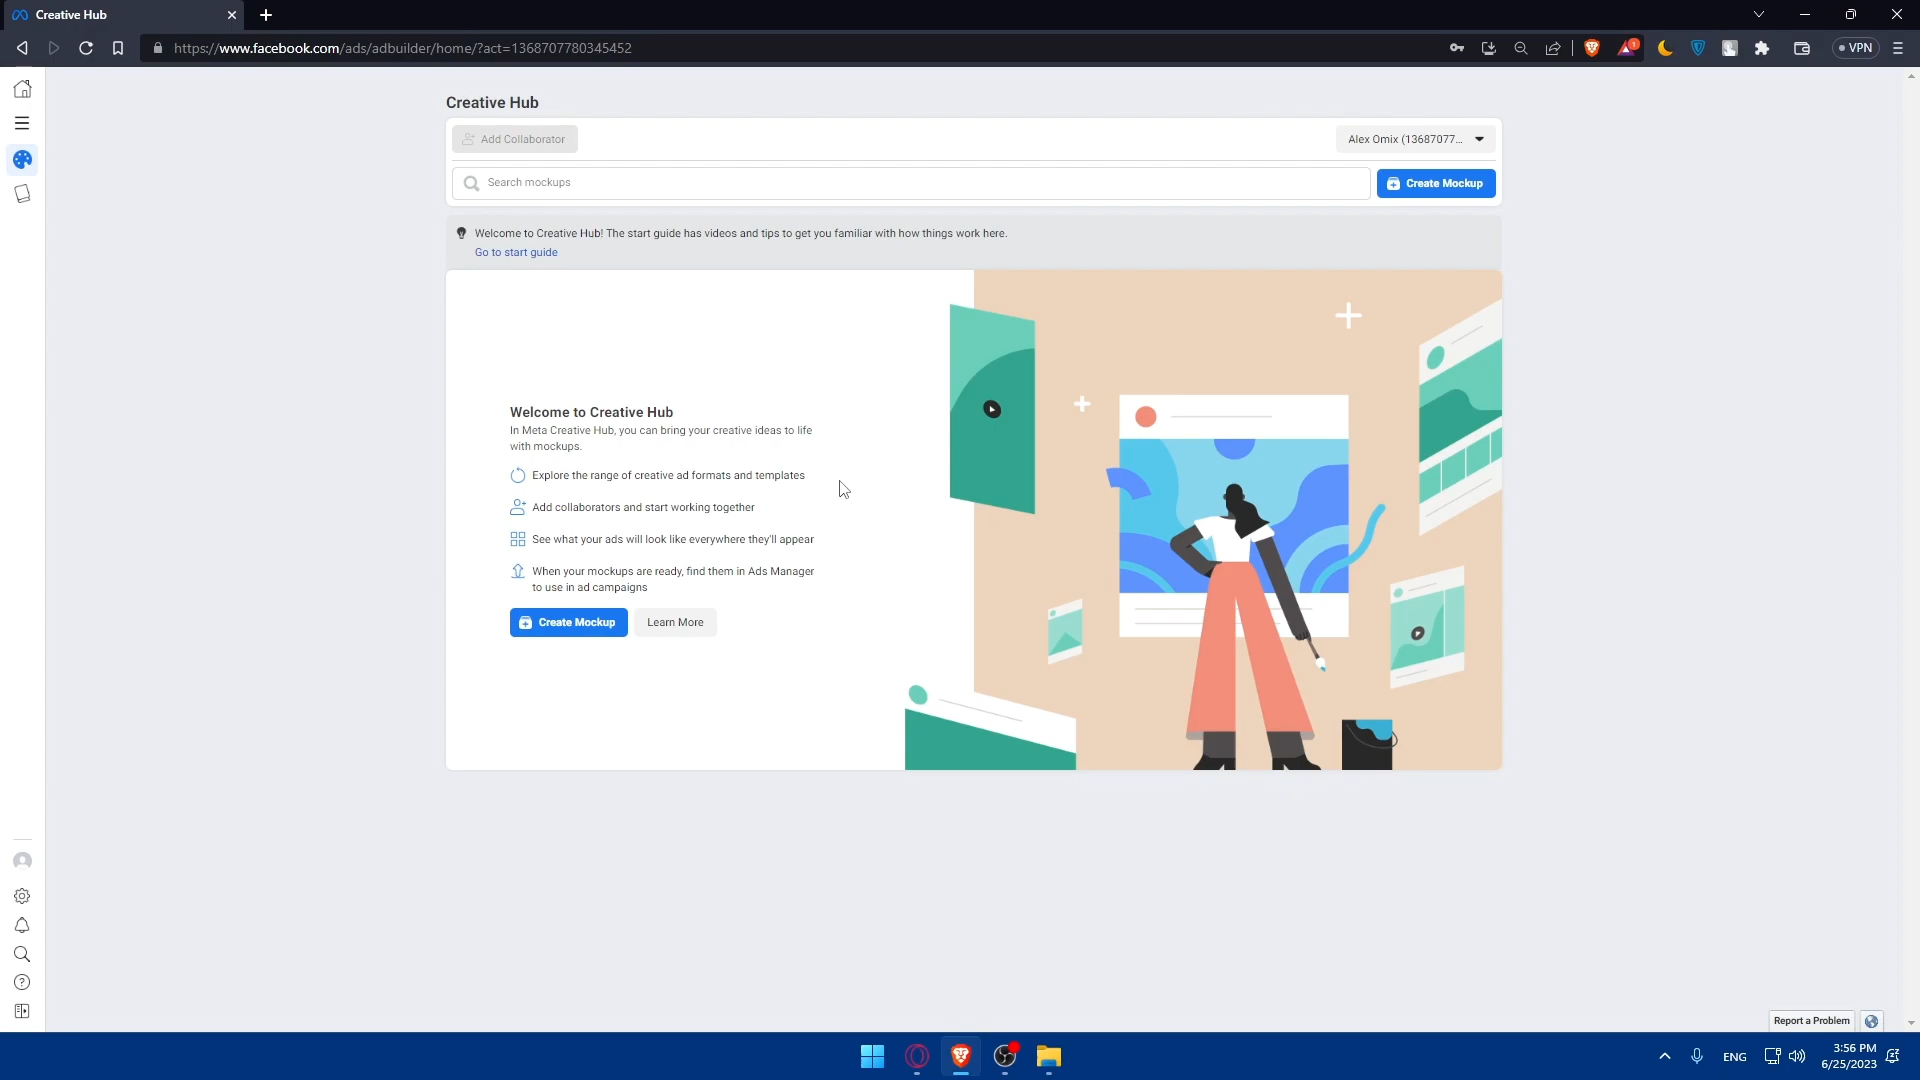 Creative Hub
https://www.facebook.com/ads/adbuilder/home/?act=1368707780345452
1
VPN
Creative Hub
Add Collaborator
Alex Omix (13687077...
Search mockups
Create Mockup
Welcome to Creative Hub! The start guide has videos and tips to get you familiar with how things work here.
Go to start guide
Welcome to Creative Hub
In Meta Creative Hub, you can bring your creative ideas to life
with mockups.
Explore the range of creative ad formats and templates
Add collaborators and start working together
See what your ads will look like everywhere they'll appear
When your mockups are ready, find them in Ads Manager
to use in ad campaigns
Create Mockup
Learn More
Report a Problem
ENG
3:56 PM
6/25/2023